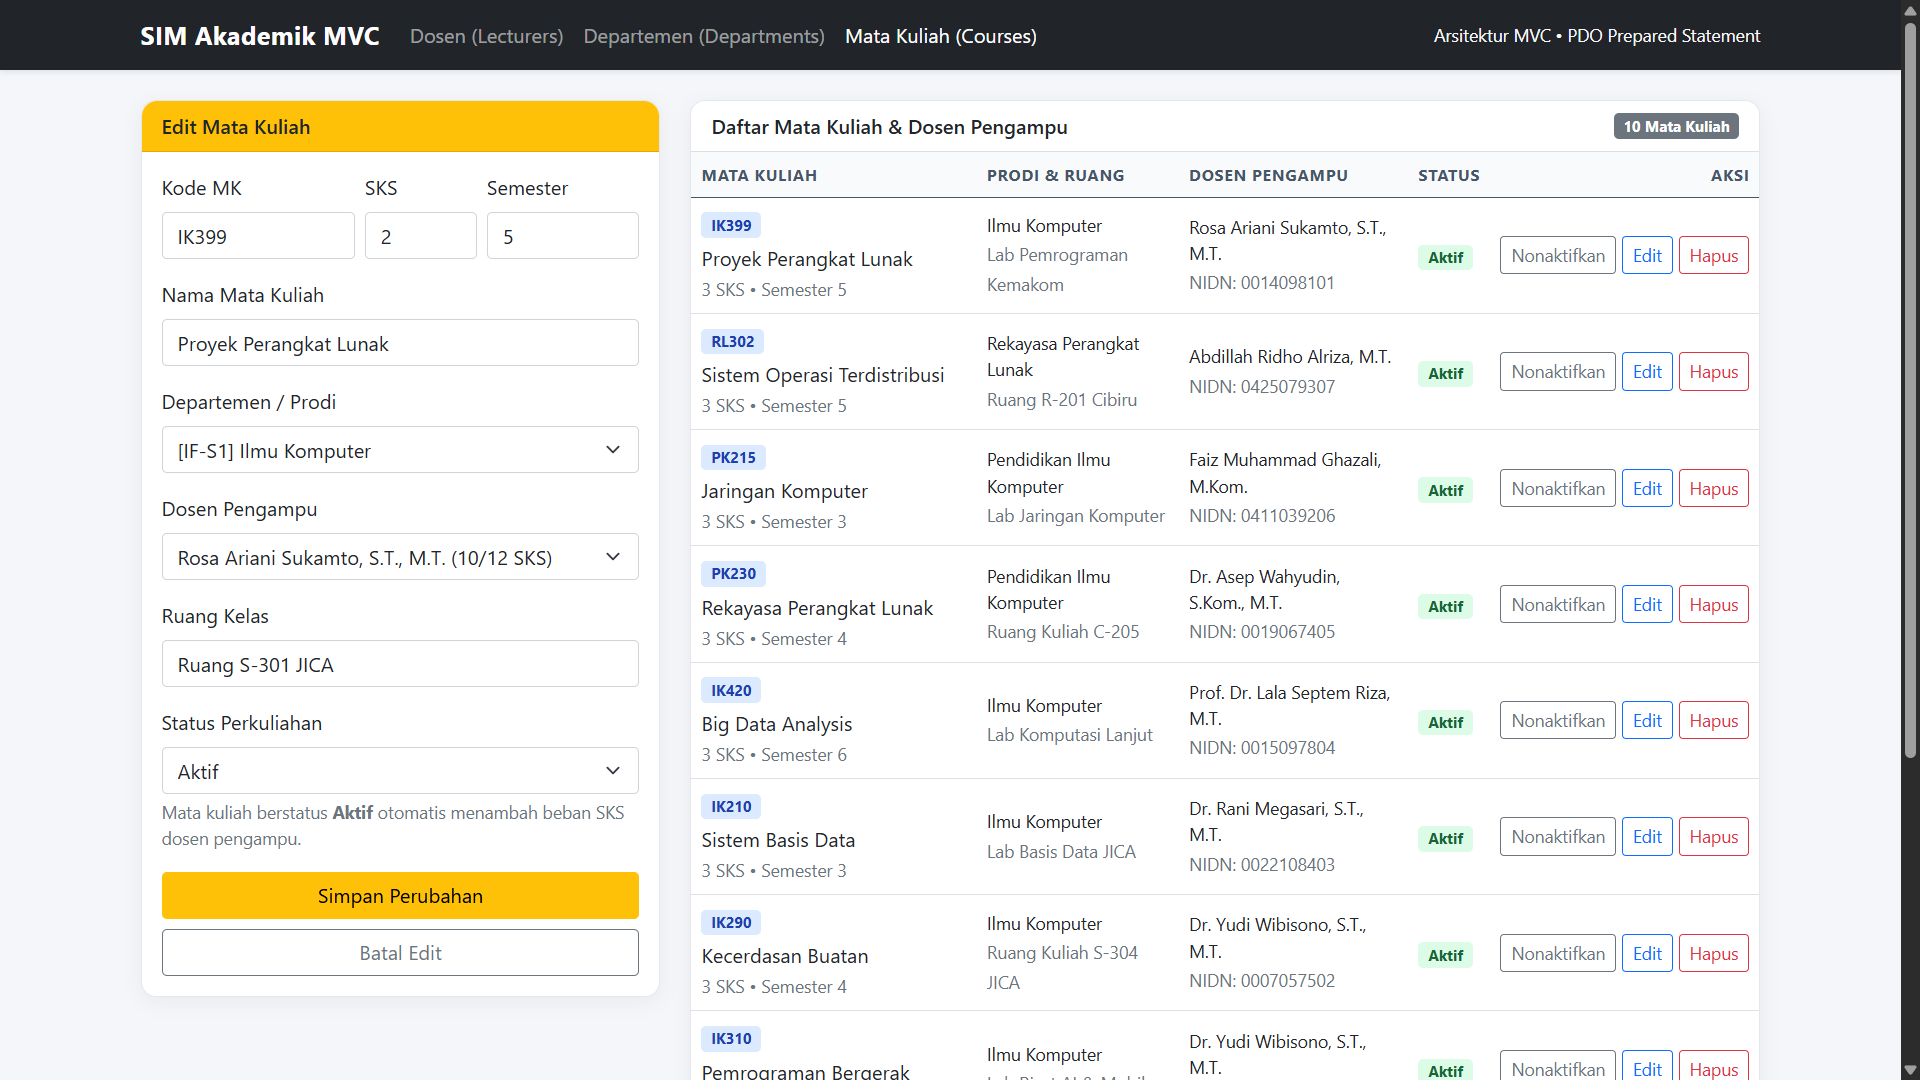 SIM Akademik MVC
Dosen (Lecturers)
Departemen (Departments)
Mata Kuliah (Courses)
Arsitektur MVC • PDO Prepared Statement
Edit Mata Kuliah
Kode MK
SKS
Semester
IK399
2
5
Nama Mata Kuliah
Proyek Perangkat Lunak
Departemen / Prodi
[IF-S1] Ilmu Komputer
Dosen Pengampu
Rosa Ariani Sukamto, S.T., M.T. (10/12 SKS)
Ruang Kelas
Ruang S-301 JICA
Status Perkuliahan
Aktif
Mata kuliah berstatus Aktif otomatis menambah beban SKS
dosen pengampu.
Simpan Perubahan
Batal Edit
Daftar Mata Kuliah & Dosen Pengampu
10 Mata Kuliah
MATA KULIAH
PRODI & RUANG
DOSEN PENGAMPU
STATUS
AKSI
IK399
Proyek Perangkat Lunak
3 SKS • Semester 5
Ilmu Komputer
Lab Pemrograman
Kemakom
Rosa Ariani Sukamto, S.T.,
M.T.
NIDN: 0014098101
Aktif
Nonaktifkan
Edit
Hapus
RL302
Sistem Operasi Terdistribusi
3 SKS • Semester 5
Rekayasa Perangkat
Lunak
Ruang R-201 Cibiru
Abdillah Ridho Alriza, M.T.
NIDN: 0425079307
Aktif
Nonaktifkan
Edit
Hapus
PK215
Jaringan Komputer
3 SKS • Semester 3
Pendidikan Ilmu
Komputer
Lab Jaringan Komputer
Faiz Muhammad Ghazali,
M.Kom.
NIDN: 0411039206
Aktif
Nonaktifkan
Edit
Hapus
PK230
Rekayasa Perangkat Lunak
3 SKS • Semester 4
Pendidikan Ilmu
Komputer
Ruang Kuliah C-205
Dr. Asep Wahyudin,
S.Kom., M.T.
NIDN: 0019067405
Aktif
Nonaktifkan
Edit
Hapus
IK420
Big Data Analysis
3 SKS • Semester 6
Ilmu Komputer
Lab Komputasi Lanjut
Prof. Dr. Lala Septem Riza,
M.T.
NIDN: 0015097804
Aktif
Nonaktifkan
Edit
Hapus
IK210
Sistem Basis Data
3 SKS • Semester 3
Ilmu Komputer
Lab Basis Data JICA
Dr. Rani Megasari, S.T.,
M.T.
NIDN: 0022108403
Aktif
Nonaktifkan
Edit
Hapus
IK290
Kecerdasan Buatan
3 SKS • Semester 4
Ilmu Komputer
Ruang Kuliah S-304
JICA
Dr. Yudi Wibisono, S.T.,
M.T.
NIDN: 0007057502
Aktif
Nonaktifkan
Edit
Hapus
IK310
Pemrograman Bergerak
Ilmu Komputer
Dr. Yudi Wibisono, S.T.,
M.T.
Aktif
Nonaktifkan
Edit
Hapus